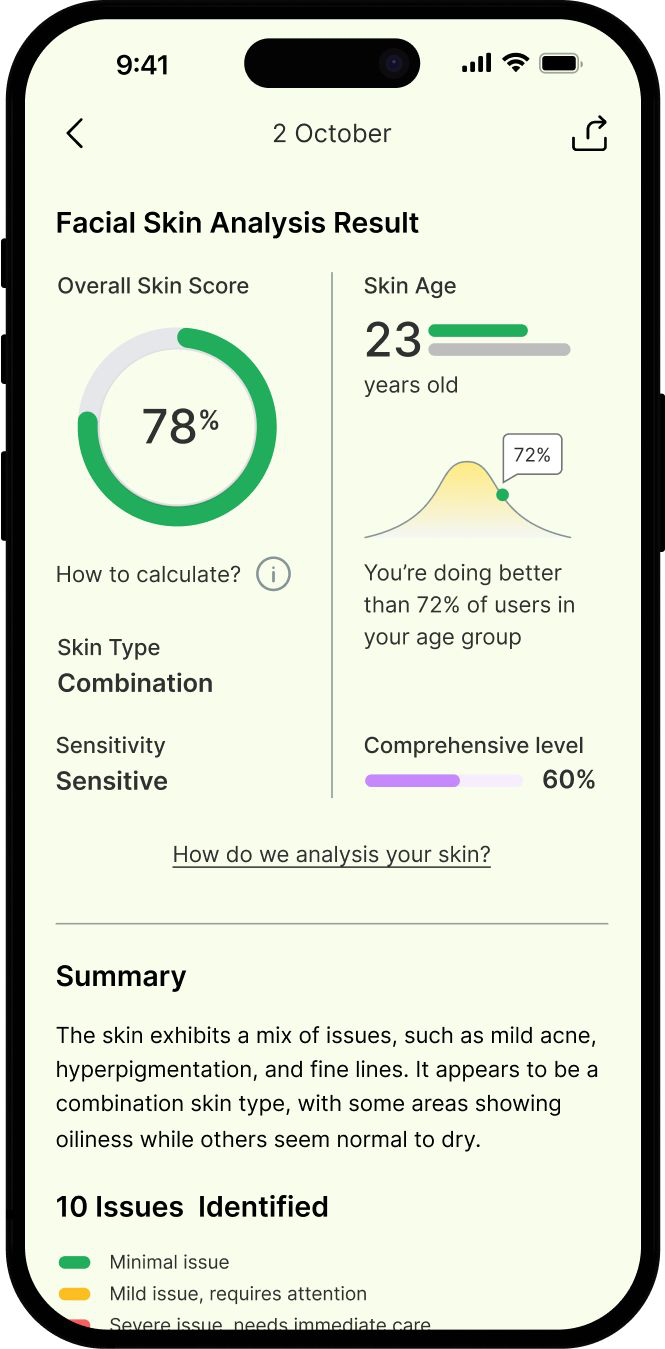 9:41
2 October
Facial Skin Analysis Result
Overall Skin Score
78%
How to calculate?
i
Skin Type
Combination
Sensitivity
Sensitive
Skin Age
23
years old
72%
You're doing better
than 72% of users in
your age group
Comprehensive level
60%
How do we analysis your skin?
Summary
The skin exhibits a mix of issues, such as mild acne,
hyperpigmentation, and fine lines. It appears to be a
combination skin type, with some areas showing
oiliness while others seem normal to dry.
10 Issues  Identified
Minimal issue
Mild issue, requires attention
Severe issue, needs immediate care